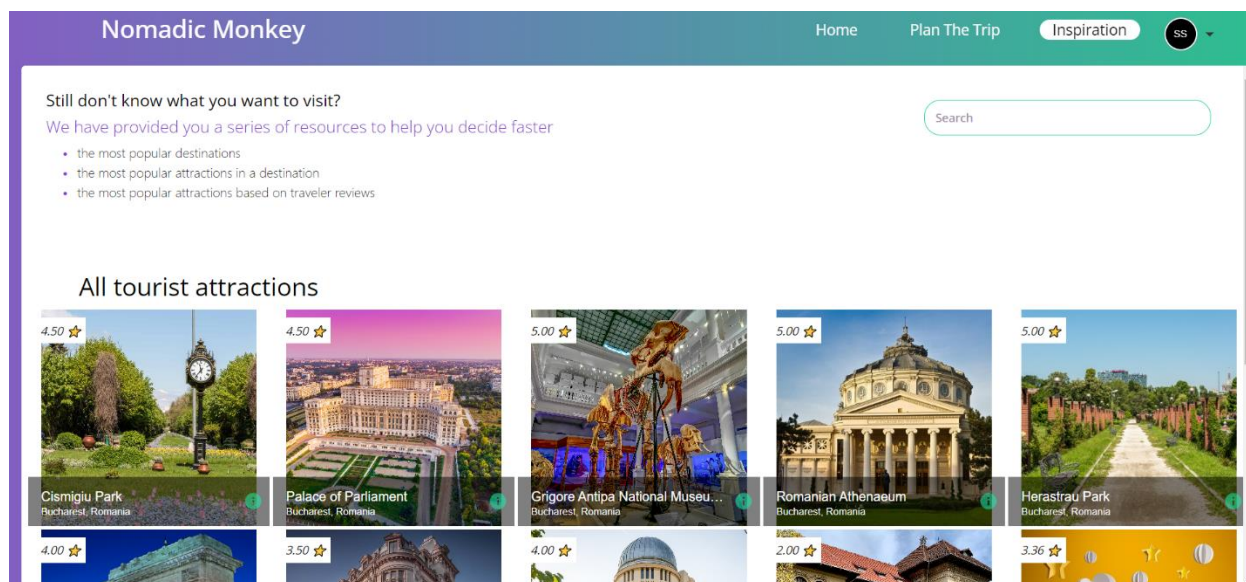 Nomadic Monkey
Home
Plan The Trip
Inspiration
SS
Still don't know what you want to visit?
We have provided you a series of resources to help you decide faster
Search
the most popular destinations
the most popular attractions in a destination
the most popular attractions based on traveler reviews
All tourist attractions
4.50
4.50
5.00
5.00
5.00
Cismigiu Park
Bucharest, Romania
Palace of Parliament
Bucharest, Romania
Grigore Antipa National Museu...
Bucharest, Romania
Romanian Athenaeum
Bucharest, Romania
Herastrau Park
Bucharest, Romania
4.00
3.50
4.00
2.00
3.36